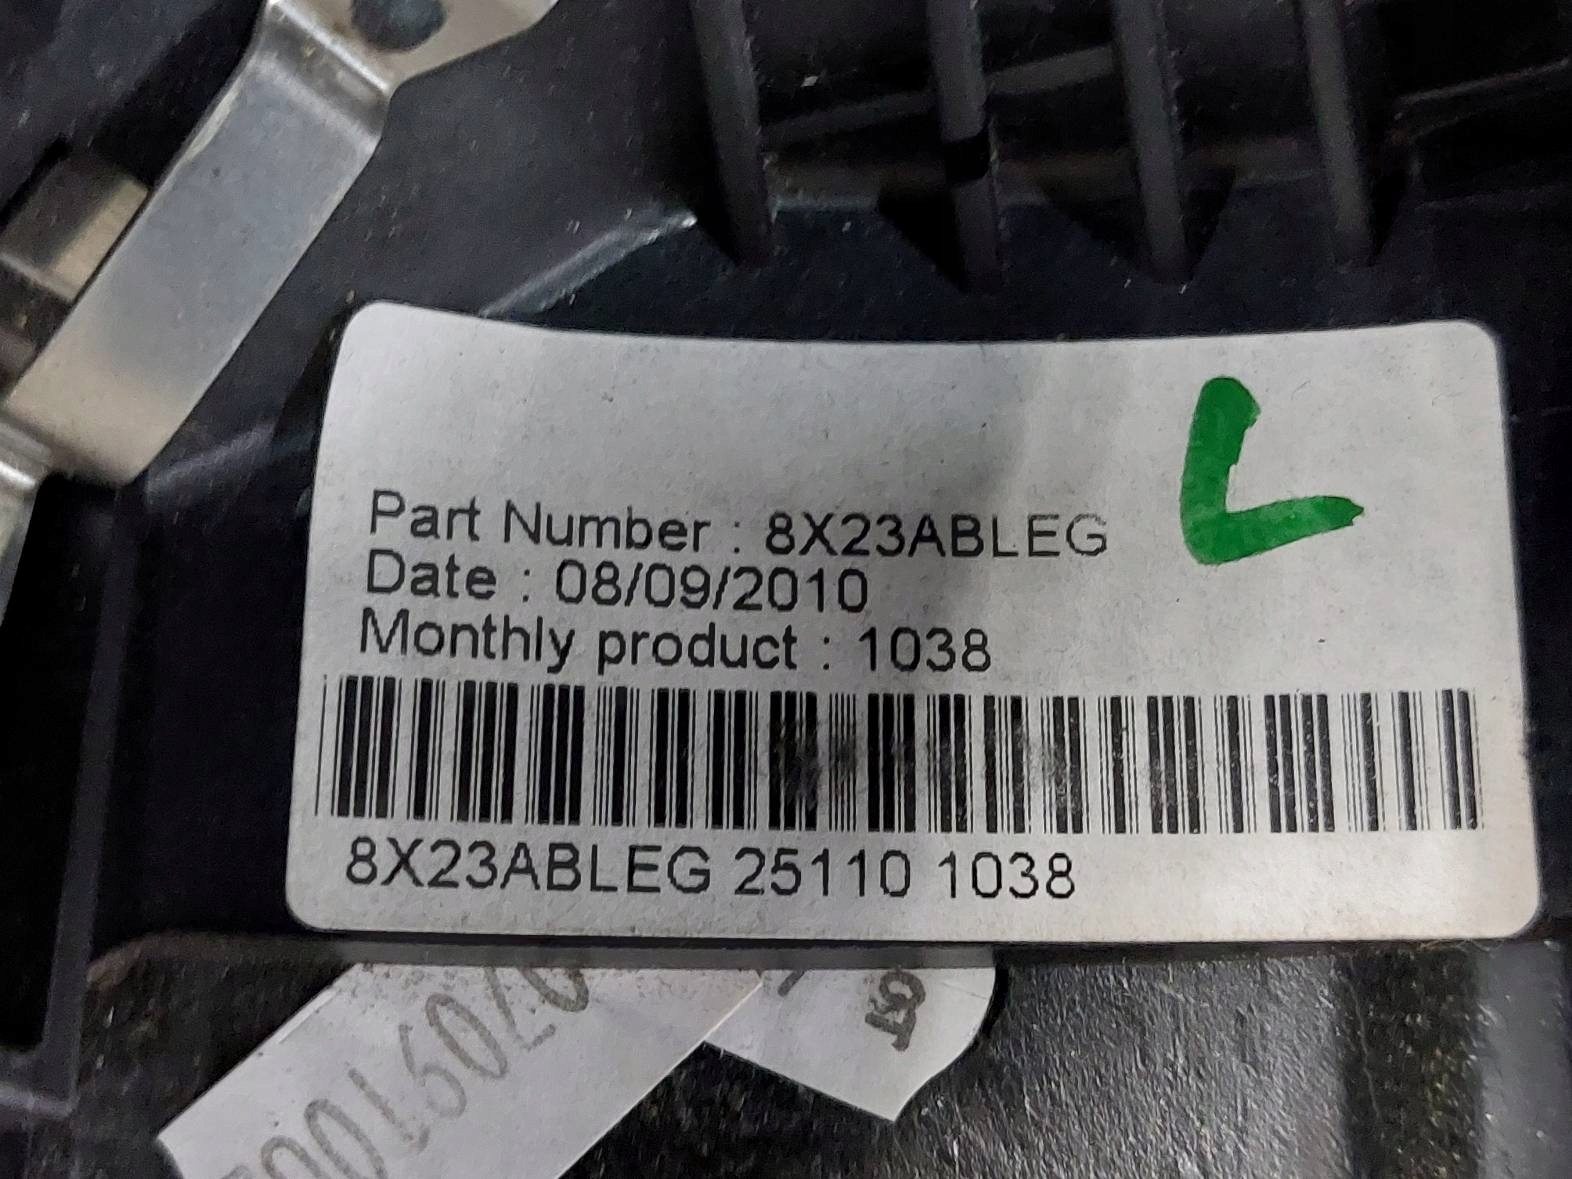 L
Part Number : 8X23ABLEG
Date : 08/09/2010
Monthly product : 1038
8X23ABLEG 25110 1038